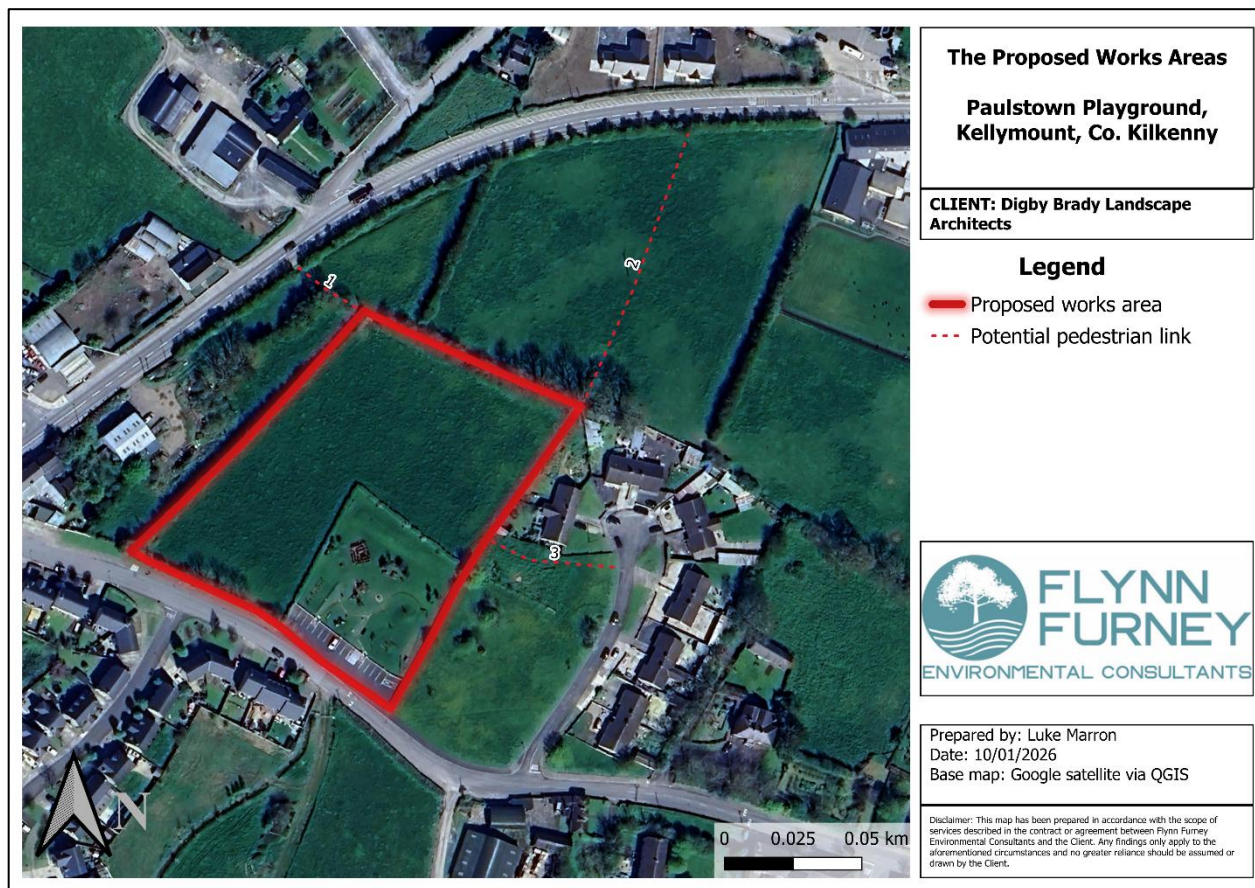 The Proposed Works Areas
Paulstown Playground,
Kellymount, Co. Kilkenny
CLIENT: Digby Brady Landscape
Architects
Legend
Proposed works area
Potential pedestrian link
1
2
3
N
0 0.025 0.05 km
FLYNN
FURNEY
ENVIRONMENTAL CONSULTANTS
Prepared by: Luke Marron
Date: 10/01/2026
Base map: Google satellite via QGIS
Disclaimer: This map has been prepared in accordance with the scope of
services described in the contract or agreement between Flynn Furney
Environmental Consultants and the Client. Any findings only apply to the
aforementioned circumstances and no greater reliance should be assumed or
drawn by the Client.